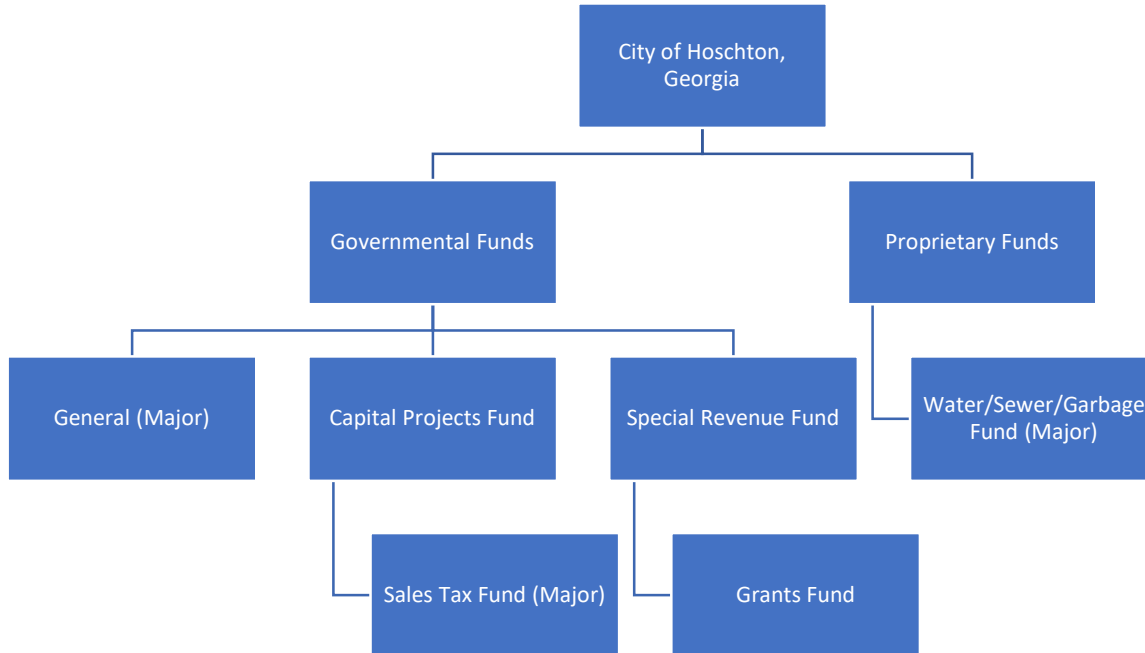 City of Hoschton,
Georgia
Governmental Funds
Proprietary Funds
General (Major)
Capital Projects Fund
Special Revenue Fund
Water/Sewer/Garbage
Fund (Major)
Sales Tax Fund (Major)
Grants Fund